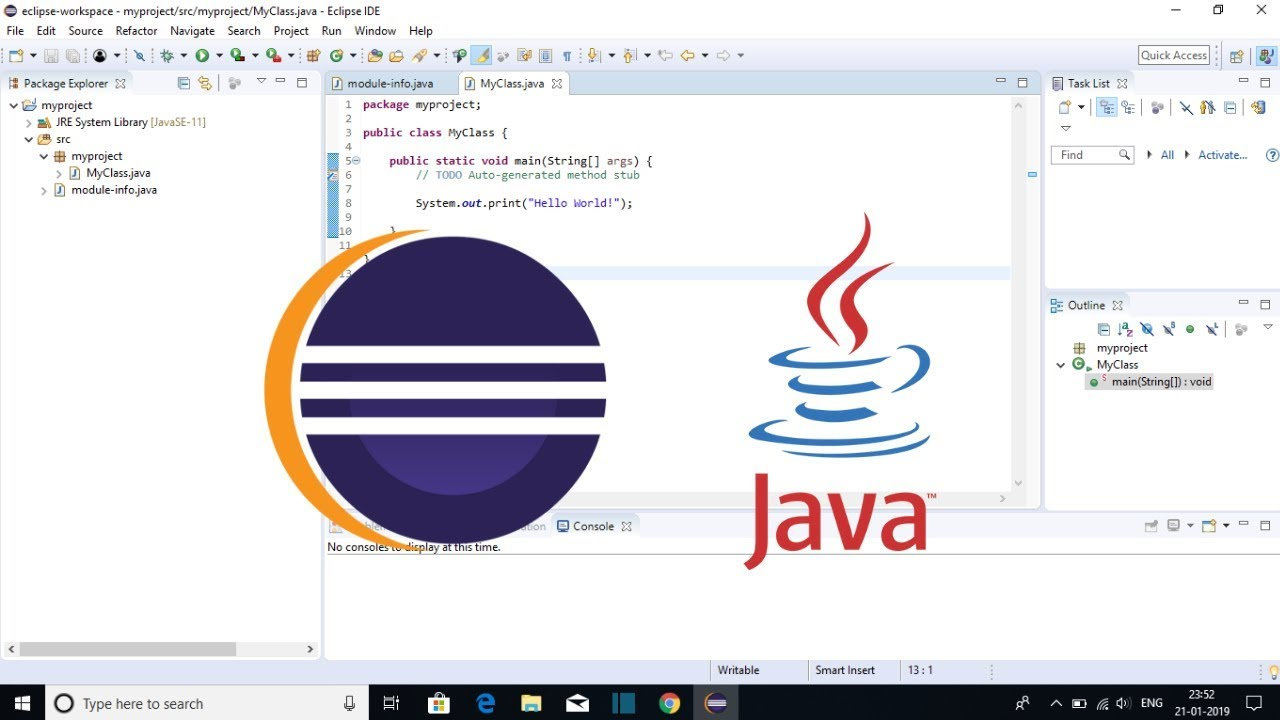 eclipse-workspace - myproject/src/myproject/MyClass.java - Eclipse IDE
File Edit Source Refactor Navigate Search Project Run Window Help
Quick Access
Package Explorer
myproject
JRE System Library [JavaSE-11]
src
myproject
MyClass.java
module-info.java
module-info.java
MyClass.java
1 package myproject;
2
3 public class MyClass {
4
5 public static void main(String[] args) {
6 // TODO Auto-generated method stub
7
8 System.out.print("Hello World!");
9
10 }
11
13
Task List
Find
All
Activate...
Outline
myproject
MyClass
main(String[]) : void
Java™
Console
No consoles to display at this time.
Writable
Smart Insert
13 : 1
Type here to search
ENG
23:52
21-01-2019